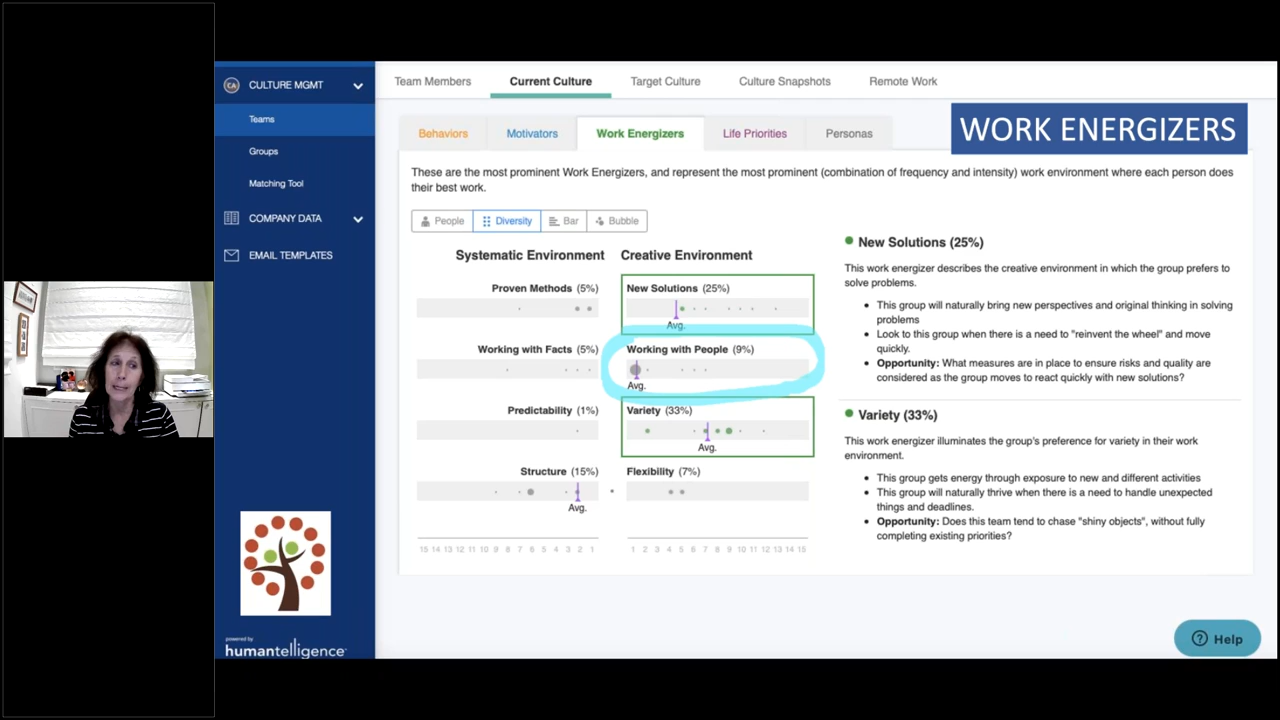 CA
CULTURE MGMT
Teams
Groups
Matching Tool
COMPANY DATA
EMAIL TEMPLATES
powered by
humantelligence
Team Members
Current Culture
Target Culture
Culture Snapshots
Remote Work
Behaviors
Motivators
Work Energizers
Life Priorities
Personas
WORK ENERGIZERS
These are the most prominent Work Energizers, and represent the most prominent (combination of frequency and intensity) work environment where each person does
their best work.
People
Diversity
Bar
Bubble
Systematic Environment
Creative Environment
Proven Methods (5%)
New Solutions (25%)
Avg.
Working with Facts (5%)
Working with People (9%)
Avg.
Predictability (1%)
Variety (33%)
Avg.
Structure (15%)
Flexibility (7%)
Avg.
15 14 13 12 11 10 9 8 7 6 5 4 3 2 1
1 2 3 4 5 6 7 8 9 10 11 12 13 14 15
New Solutions (25%)
This work energizer describes the creative environment in which the group prefers to
solve problems.
This group will naturally bring new perspectives and original thinking in solving
problems
Look to this group when there is a need to "reinvent the wheel" and move
quickly.
Opportunity: What measures are in place to ensure risks and quality are
considered as the group moves to react quickly with new solutions?
Variety (33%)
This work energizer illuminates the group's preference for variety in their work
environment.
This group gets energy through exposure to new and different activities
This group will naturally thrive when there is a need to handle unexpected
things and deadlines.
Opportunity: Does this team tend to chase "shiny objects", without fully
completing existing priorities?
? Help